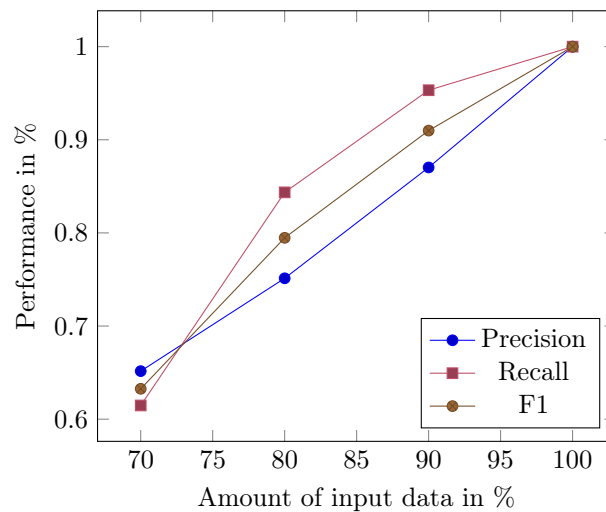 1
0.9
0.8
0.7
0.6
Performance in %
70 75 80 85 90 95 100
Amount of input data in %
Precision
Recall
F1